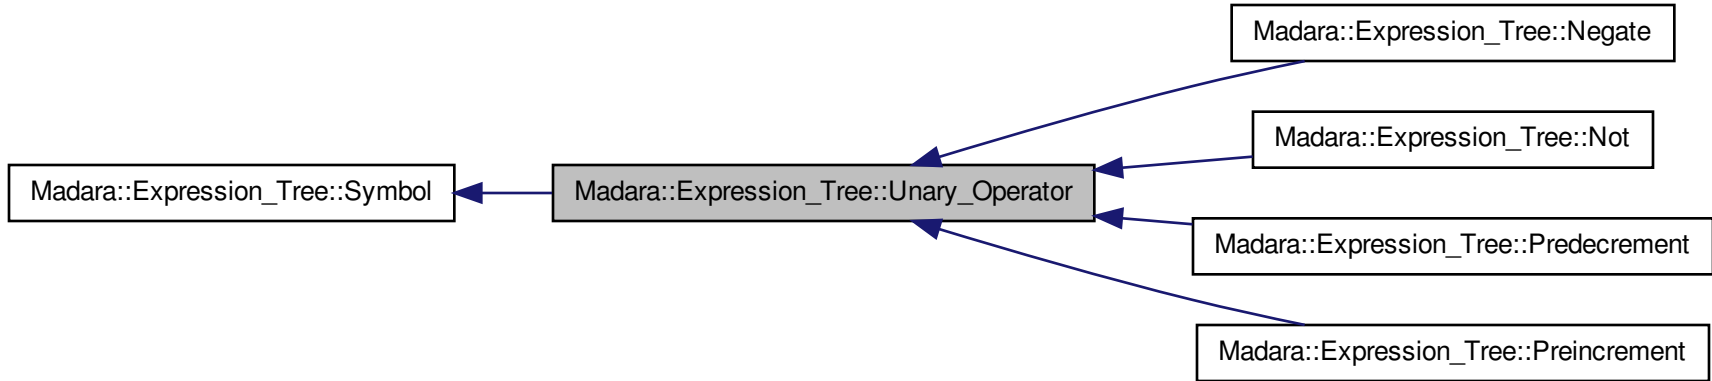 Madara::Expression_Tree::Negate
Madara::Expression_Tree::Not
Madara::Expression_Tree::Symbol
Madara::Expression_Tree::Unary_Operator
Madara::Expression_Tree::Predecrement
Madara::Expression_Tree::Preincrement